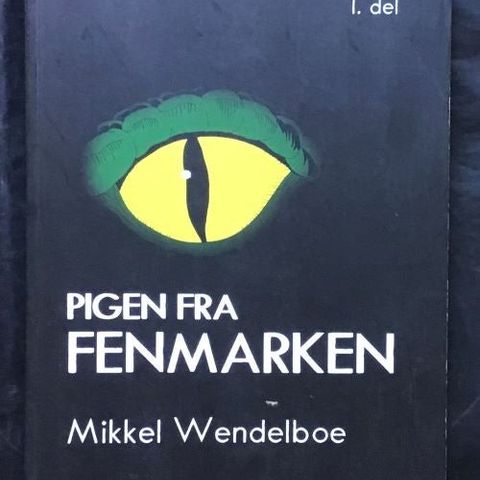 1. del
PIGEN FRA
FENMARKEN
Mikkel Wendelboe